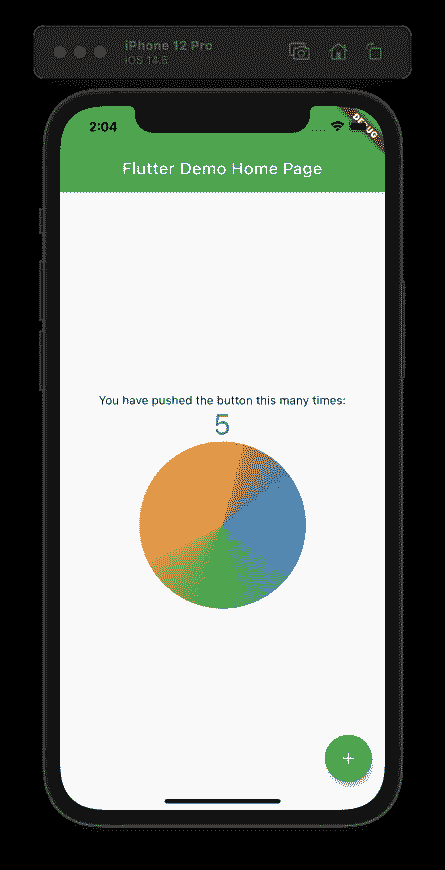 iPhone 12 Pro
iOS 14.5
2:04
DEBUG
Flutter Demo Home Page
You have pushed the button this many times:
5